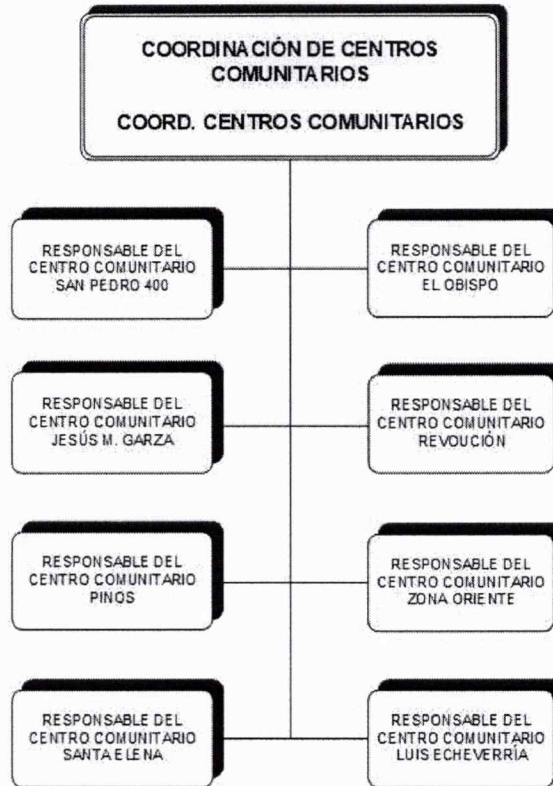 COORDINACIÓN DE CENTROS
COMUNITARIOS
COORD. CENTROS COMUNITARIOS
RESPONSABLE DEL
CENTRO COMUNITARIO
SAN PEDRO 400
RESPONSABLE DEL
CENTRO COMUNITARIO
EL OBISPO
RESPONSABLE DEL
CENTRO COMUNITARIO
JESÚS M. GARZA
RESPONSABLE DEL
CENTRO COMUNITARIO
REVOUCIÓN
RESPONSABLE DEL
CENTRO COMUNITARIO
PINOS
RESPONSABLE DEL
CENTRO COMUNITARIO
ZONA ORIENTE
RESPONSABLE DEL
CENTRO COMUNITARIO
SANTA ELENA
RESPONSABLE DEL
CENTRO COMUNITARIO
LUIS ECHEVERRÍA